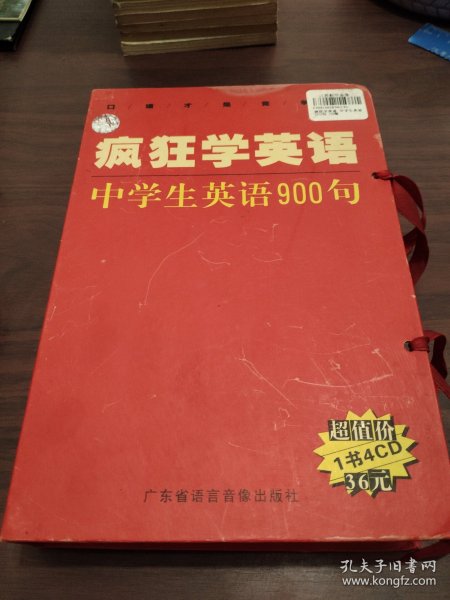 疯狂学英语
中学生英语900句
超值价
1书4CD
36元
广东省语言音像出版社
孔夫子旧书网
www.kongfz.com